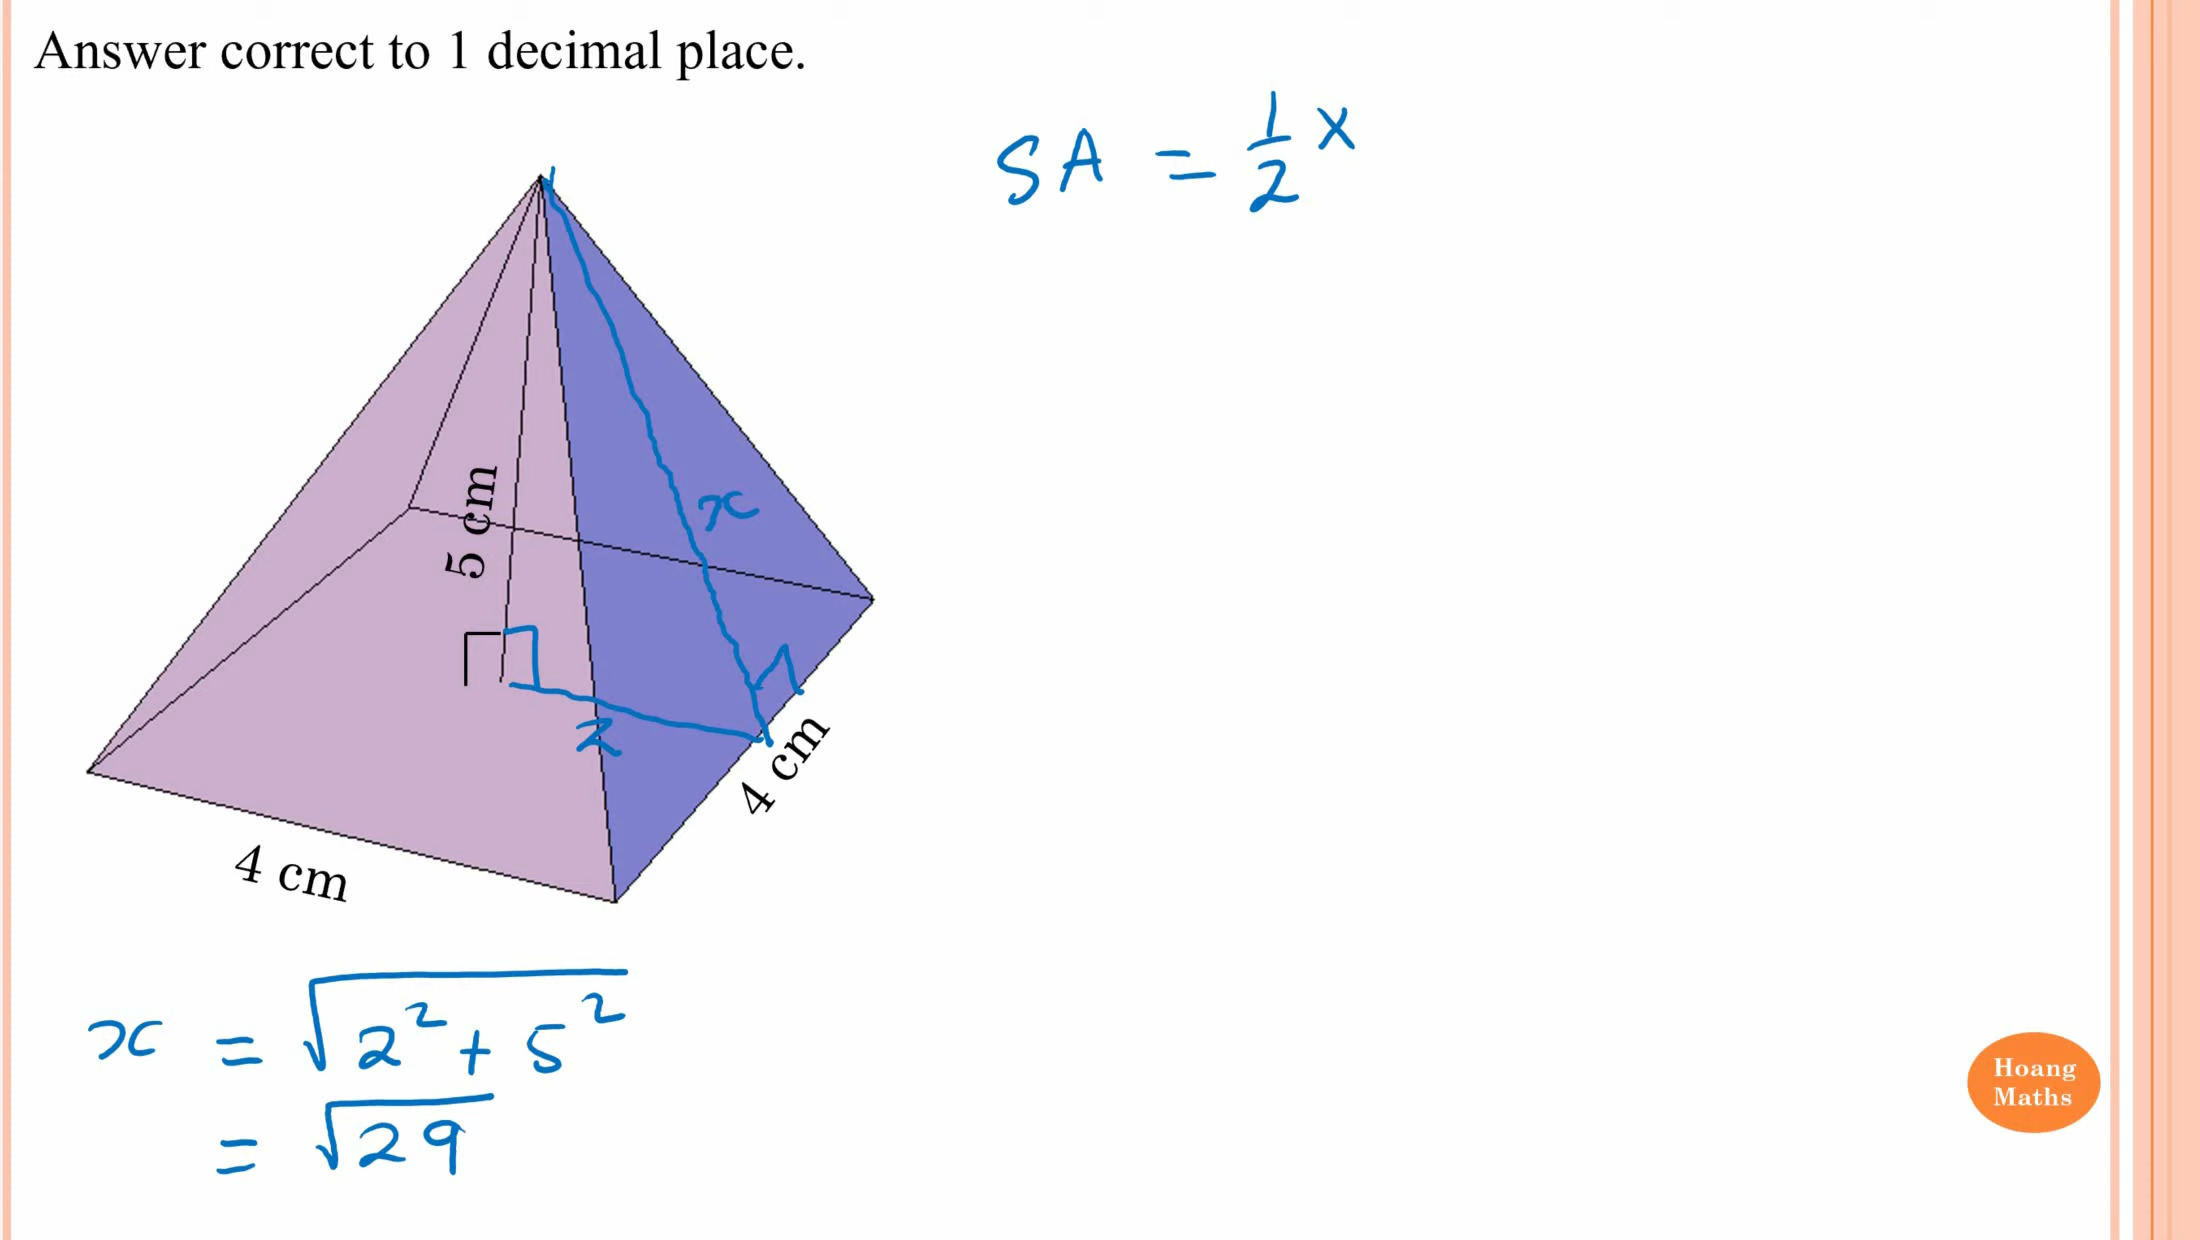 Answer correct to 1 decimal place.
SA = 1/2 ×
5 cm
x
2
4 cm
4 cm
x = √(2² + 5²)
= √29
Hoang
Maths